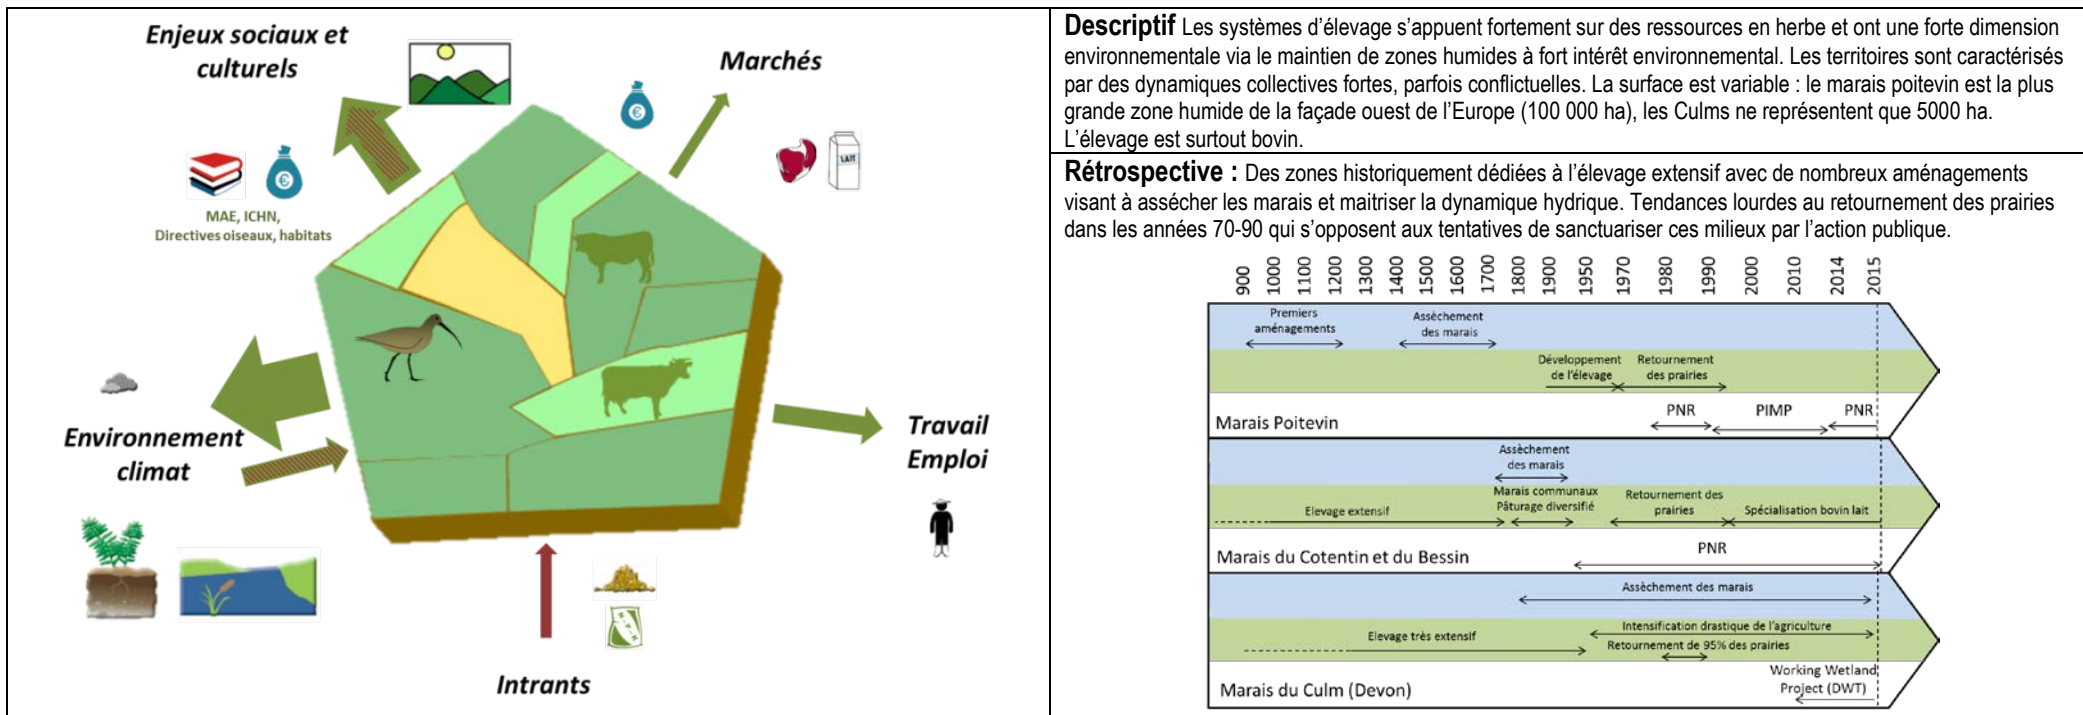 Enjeux sociaux et
culturels
Marchés
LAIT
MAE, ICHN,
Directives oiseaux, habitats
Environnement
climat
Travail
Emploi
Intrants
Descriptif Les systèmes d’élevage s’appuent fortement sur des ressources en herbe et ont une forte dimension
environnementale via le maintien de zones humides à fort intérêt environnemental. Les territoires sont caractérisés
par des dynamiques collectives fortes, parfois conflictuelles. La surface est variable : le marais poitevin est la plus
grande zone humide de la façade ouest de l’Europe (100 000 ha), les Culms ne représentent que 5000 ha.
L’élevage est surtout bovin.
Rétrospective : Des zones historiquement dédiées à l’élevage extensif avec de nombreux aménagements
visant à assécher les marais et maitriser la dynamique hydrique. Tendances lourdes au retournement des prairies
dans les années 70-90 qui s’opposent aux tentatives de sanctuariser ces milieux par l’action publique.
900 1000 1100 1200 1300 1400 1500 1600 1700 1800 1900 1950 1970 1980 1990 2000 2010 2014 2015
Premiers
aménagements
Assèchement
des marais
Développement
de l’élevage
Retournement
des prairies
PNR PIMP PNR
Marais Poitevin
Assèchement
des marais
Elevage extensif
Marais communaux
Pâturage diversifié
Retournement des
prairies
Spécialisation bovin lait
PNR
Marais du Cotentin et du Bessin
Assèchement des marais
Elevage très extensif
Intensification drastique de l’agriculture
Retournement de 95% des prairies
Working Wetland
Project (DWT)
Marais du Culm (Devon)